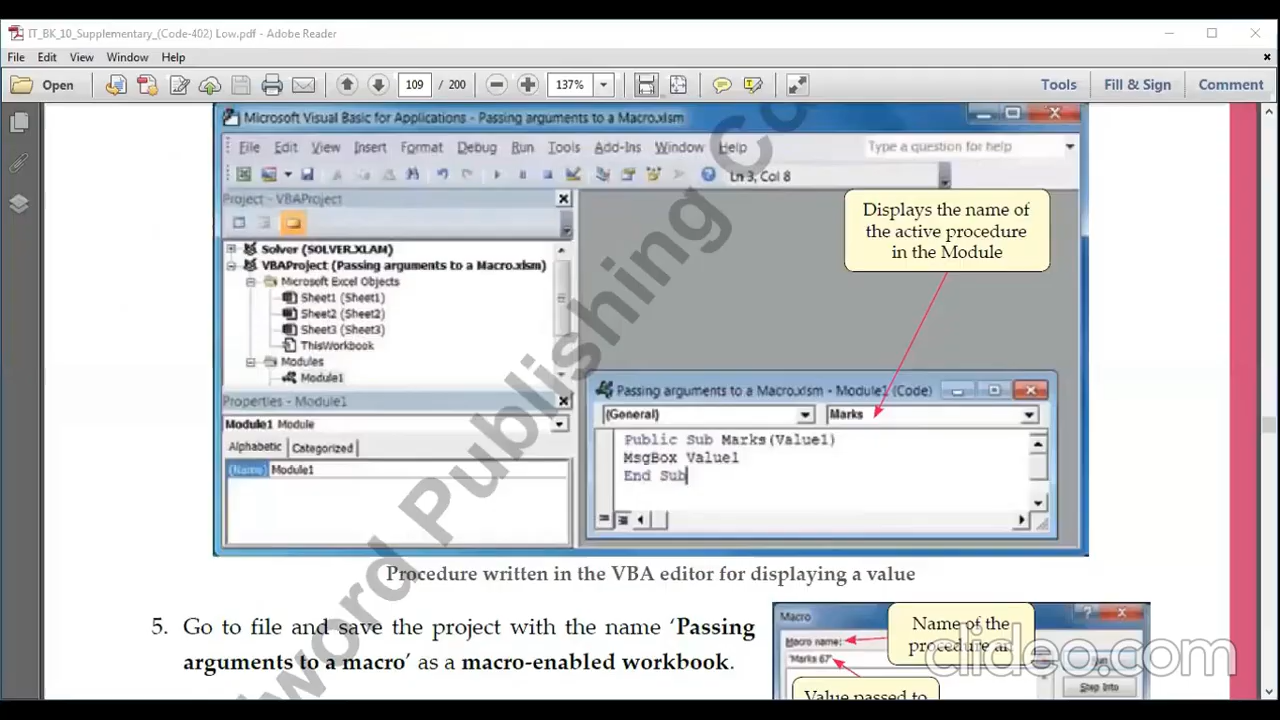 IT_BK_10_Supplementary_(Code-402) Low.pdf - Adobe Reader
File Edit View Window Help
Open 109 / 200 137% Tools Fill & Sign Comment
Microsoft Visual Basic for Applications - Passing arguments to a Macro.xlsm
File Edit View Insert Format Debug Run Tools Add-Ins Window Help Type a question for help
Ln 3, Col 8
Project - VBAProject
Displays the name of
the active procedure
in the Module
Solver (SOLVER.XLAM)
VBAProject (Passing arguments to a Macro.xlsm)
Microsoft Excel Objects
Sheet1 (Sheet1)
Sheet2 (Sheet2)
Sheet3 (Sheet3)
ThisWorkbook
Modules
Module1
Properties - Module1
Module1 Module
Alphabetic Categorized
(Name) Module1
Passing arguments to a Macro.xlsm - Module1 (Code)
(General) Marks
Public Sub Marks(Value1)
MsgBox Value1
End Sub
Procedure written in the VBA editor for displaying a value
5. Go to file and save the project with the name ‘Passing
arguments to a macro’ as a macro-enabled workbook.
Macro
Macro name:
'Marks 67'
Name of the
procedure
Step Into
Value passed to
word Publishing
clideo.com